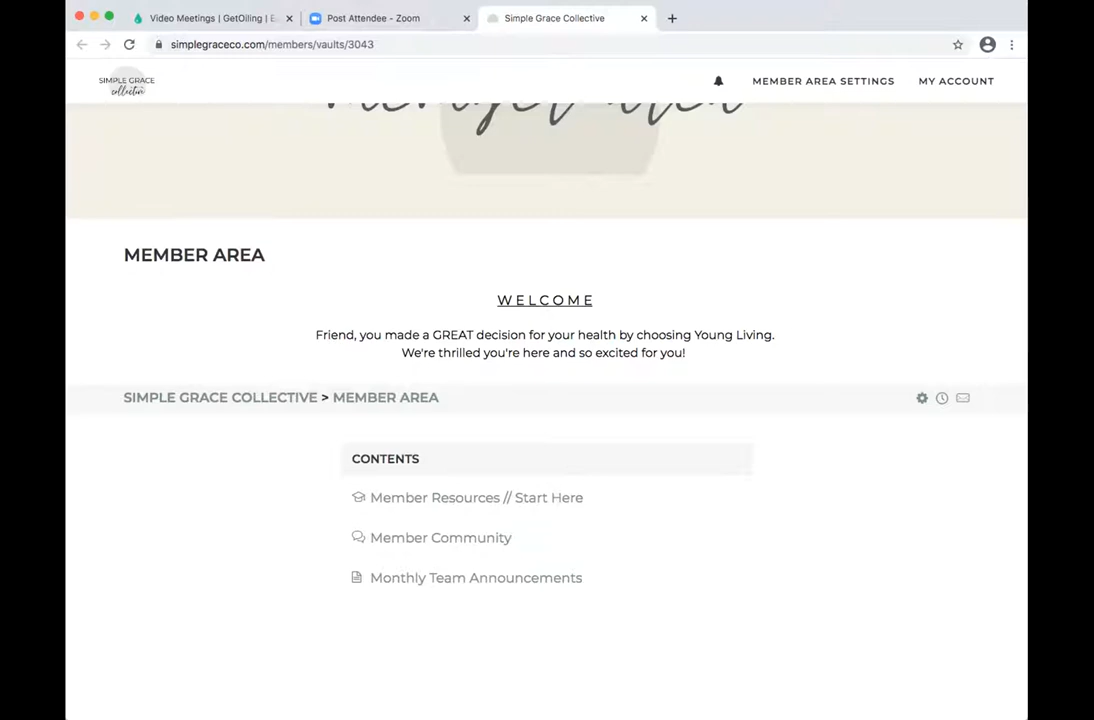 Video Meetings | GetOiling | E
Post Attendee - Zoom
Simple Grace Collective
simplegraceco.com/members/vaults/3043
SIMPLE GRACE
collective
MEMBER AREA SETTINGS
MY ACCOUNT
member area
MEMBER AREA
WELCOME
Friend, you made a GREAT decision for your health by choosing Young Living.
We're thrilled you're here and so excited for you!
SIMPLE GRACE COLLECTIVE > MEMBER AREA
CONTENTS
Member Resources // Start Here
Member Community
Monthly Team Announcements